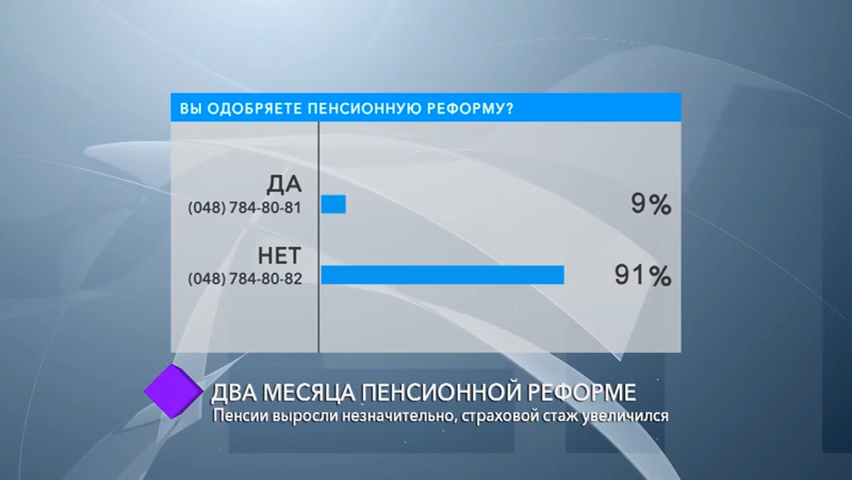 ВЫ ОДОБРЯЕТЕ ПЕНСИОННУЮ РЕФОРМУ?
ДА
(048) 784-80-81
9%
НЕТ
(048) 784-80-82
91%
ДВА МЕСЯЦА ПЕНСИОННОЙ РЕФОРМЕ
Пенсии выросли незначительно, страховой стаж увеличился